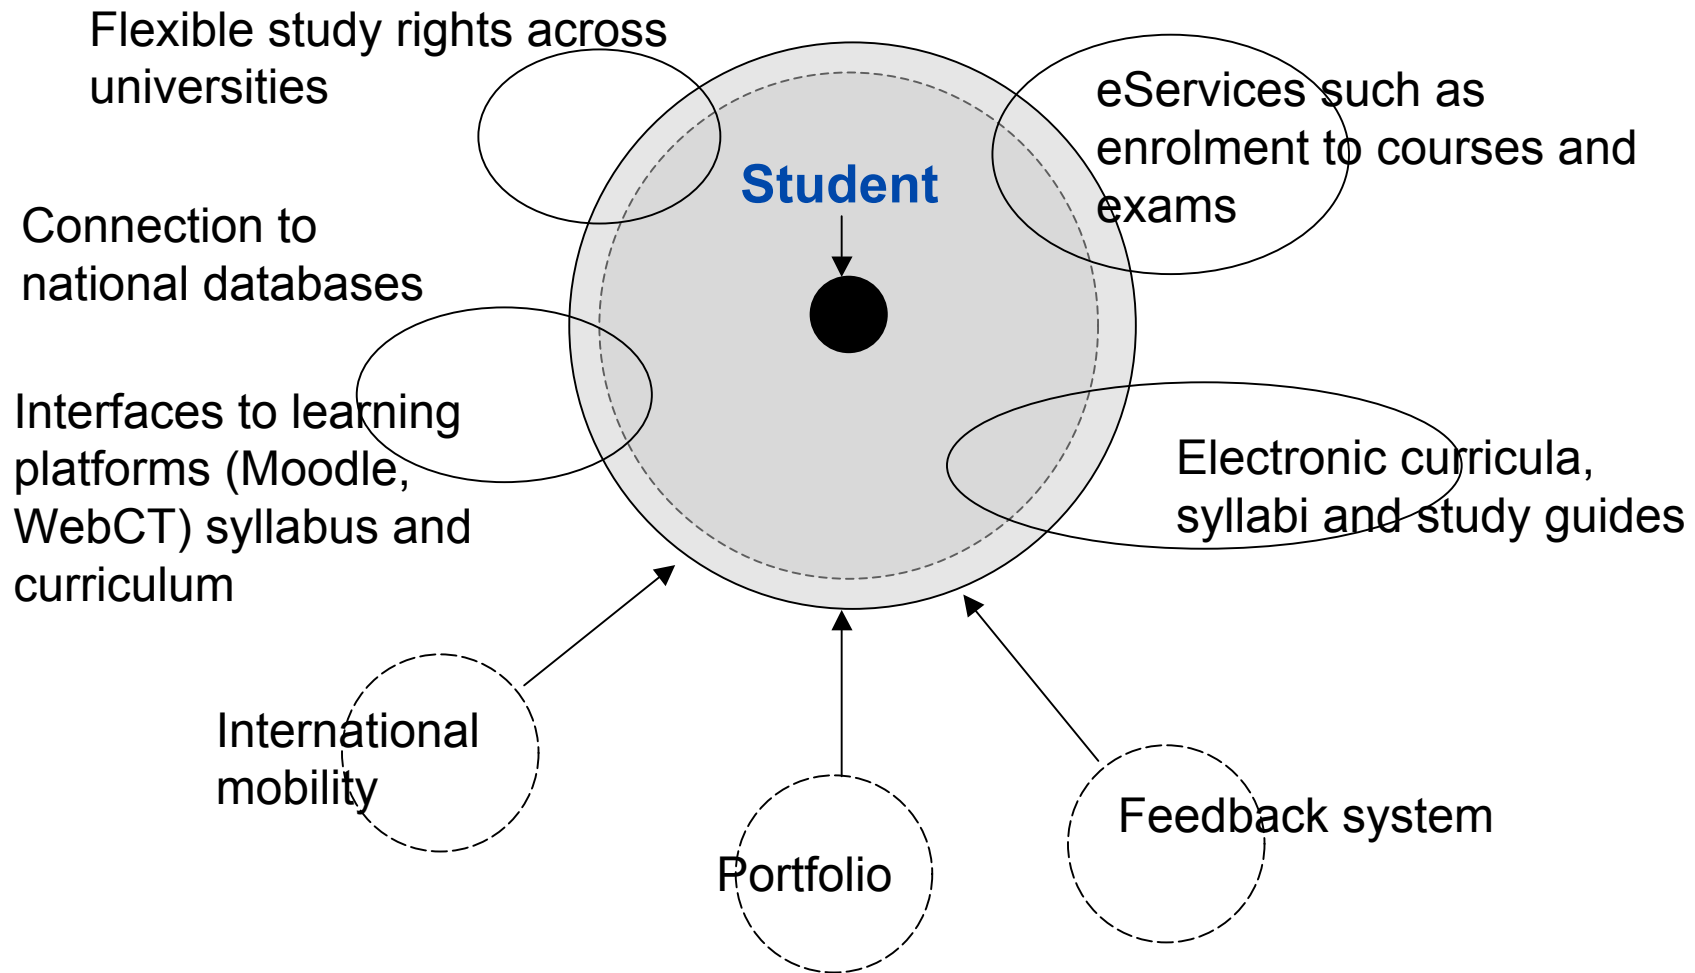 Flexible study rights across
universities
eServices such as
enrolment to courses and
exams
Student
Connection to
national databases
Interfaces to learning
platforms (Moodle,
WebCT) syllabus and
curriculum
Electronic curricula,
syllabi and study guides
International
mobility
Portfolio
Feedback system